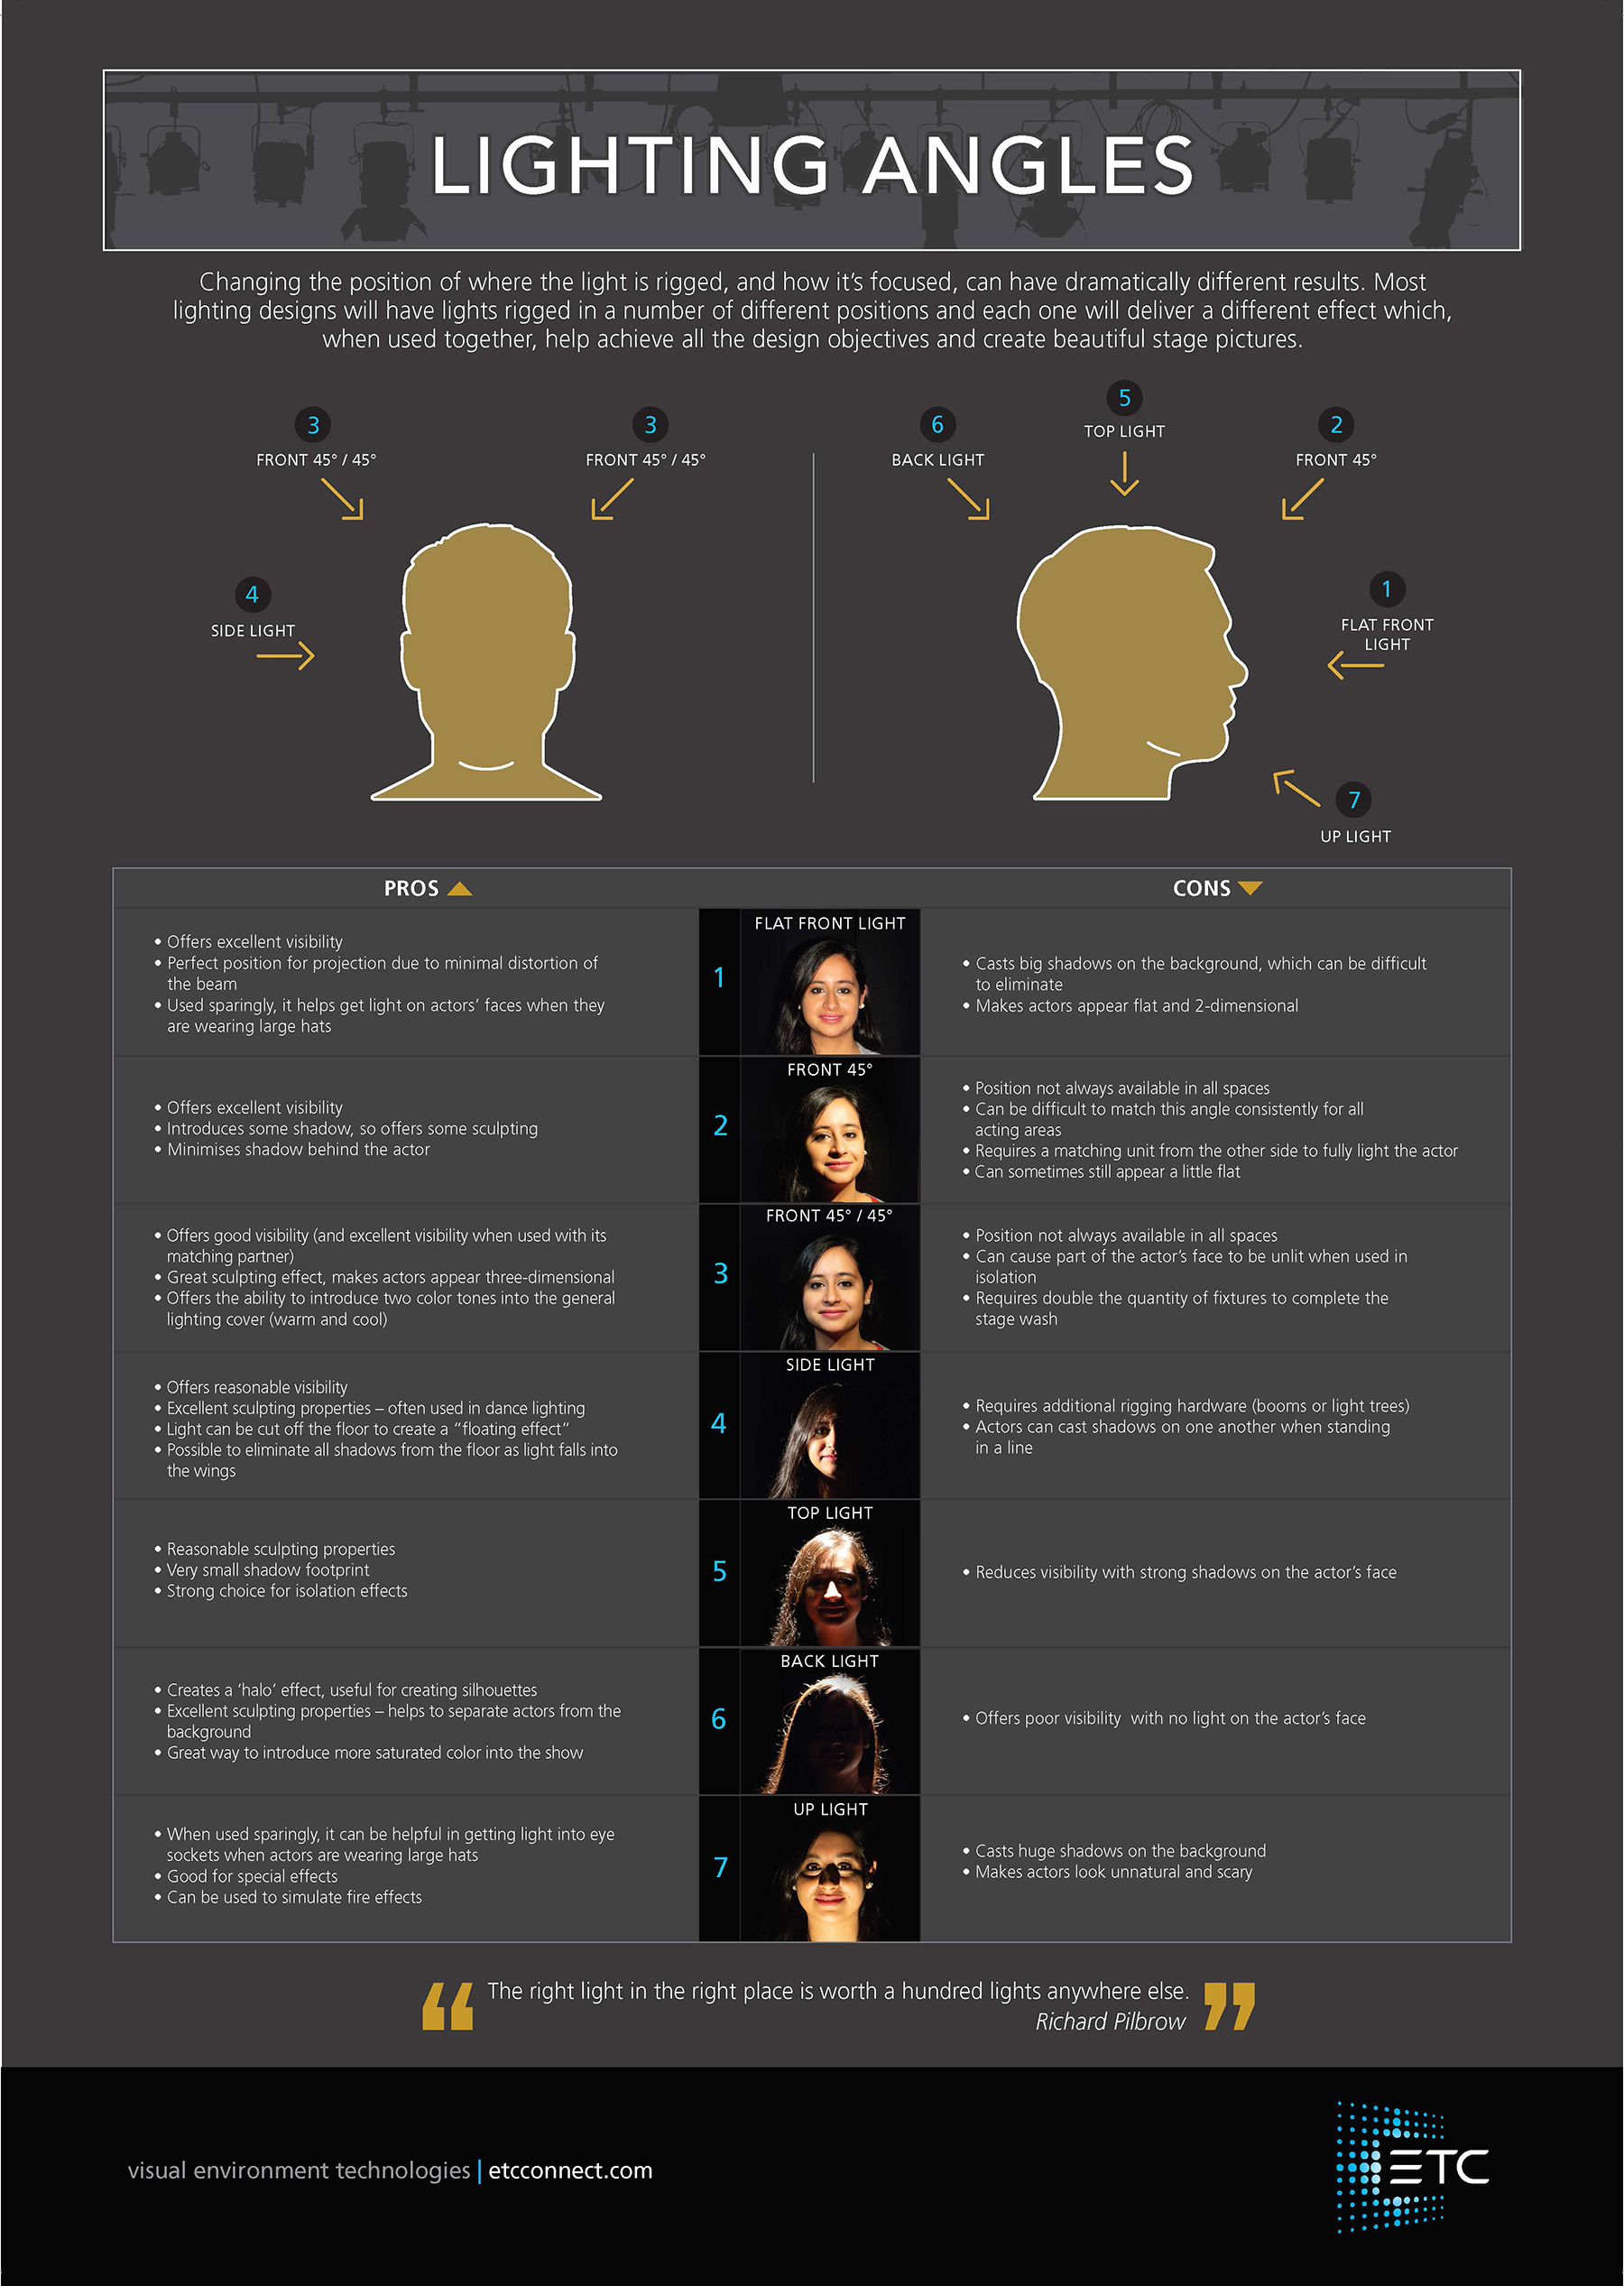 LIGHTING ANGLES
Changing the position of where the light is rigged, and how it's focused, can have dramatically different results. Most
lighting designs will have lights rigged in a number of different positions and each one will deliver a different effect which,
when used together, help achieve all the design objectives and create beautiful stage pictures.
3
FRONT 45° / 45°
3
FRONT 45° / 45°
4
SIDE LIGHT
6
BACK LIGHT
5
TOP LIGHT
2
FRONT 45°
1
FLAT FRONT
LIGHT
7
UP LIGHT
PROS
CONS
• Offers excellent visibility
• Perfect position for projection due to minimal distortion of
the beam
• Used sparingly, it helps get light on actors' faces when they
are wearing large hats
1
FLAT FRONT LIGHT
• Casts big shadows on the background, which can be difficult
to eliminate
• Makes actors appear flat and 2-dimensional
• Offers excellent visibility
• Introduces some shadow, so offers some sculpting
• Minimises shadow behind the actor
2
FRONT 45°
• Position not always available in all spaces
• Can be difficult to match this angle consistently for all
acting areas
• Requires a matching unit from the other side to fully light the actor
• Can sometimes still appear a little flat
• Offers good visibility (and excellent visibility when used with its
matching partner)
• Great sculpting effect, makes actors appear three-dimensional
• Offers the ability to introduce two color tones into the general
lighting cover (warm and cool)
3
FRONT 45° / 45°
• Position not always available in all spaces
• Can cause part of the actor's face to be unlit when used in
isolation
• Requires double the quantity of fixtures to complete the
stage wash
• Offers reasonable visibility
• Excellent sculpting properties – often used in dance lighting
• Light can be cut off the floor to create a "floating effect"
• Possible to eliminate all shadows from the floor as light falls into
the wings
4
SIDE LIGHT
• Requires additional rigging hardware (booms or light trees)
• Actors can cast shadows on one another when standing
in a line
• Reasonable sculpting properties
• Very small shadow footprint
• Strong choice for isolation effects
5
TOP LIGHT
• Reduces visibility with strong shadows on the actor's face
• Creates a 'halo' effect, useful for creating silhouettes
• Excellent sculpting properties – helps to separate actors from the
background
• Great way to introduce more saturated color into the show
6
BACK LIGHT
• Offers poor visibility with no light on the actor's face
• When used sparingly, it can be helpful in getting light into eye
sockets when actors are wearing large hats
• Good for special effects
• Can be used to simulate fire effects
7
UP LIGHT
• Casts huge shadows on the background
• Makes actors look unnatural and scary
“ The right light in the right place is worth a hundred lights anywhere else. ”
Richard Pilbrow
visual environment technologies | etcconnect.com
ETC